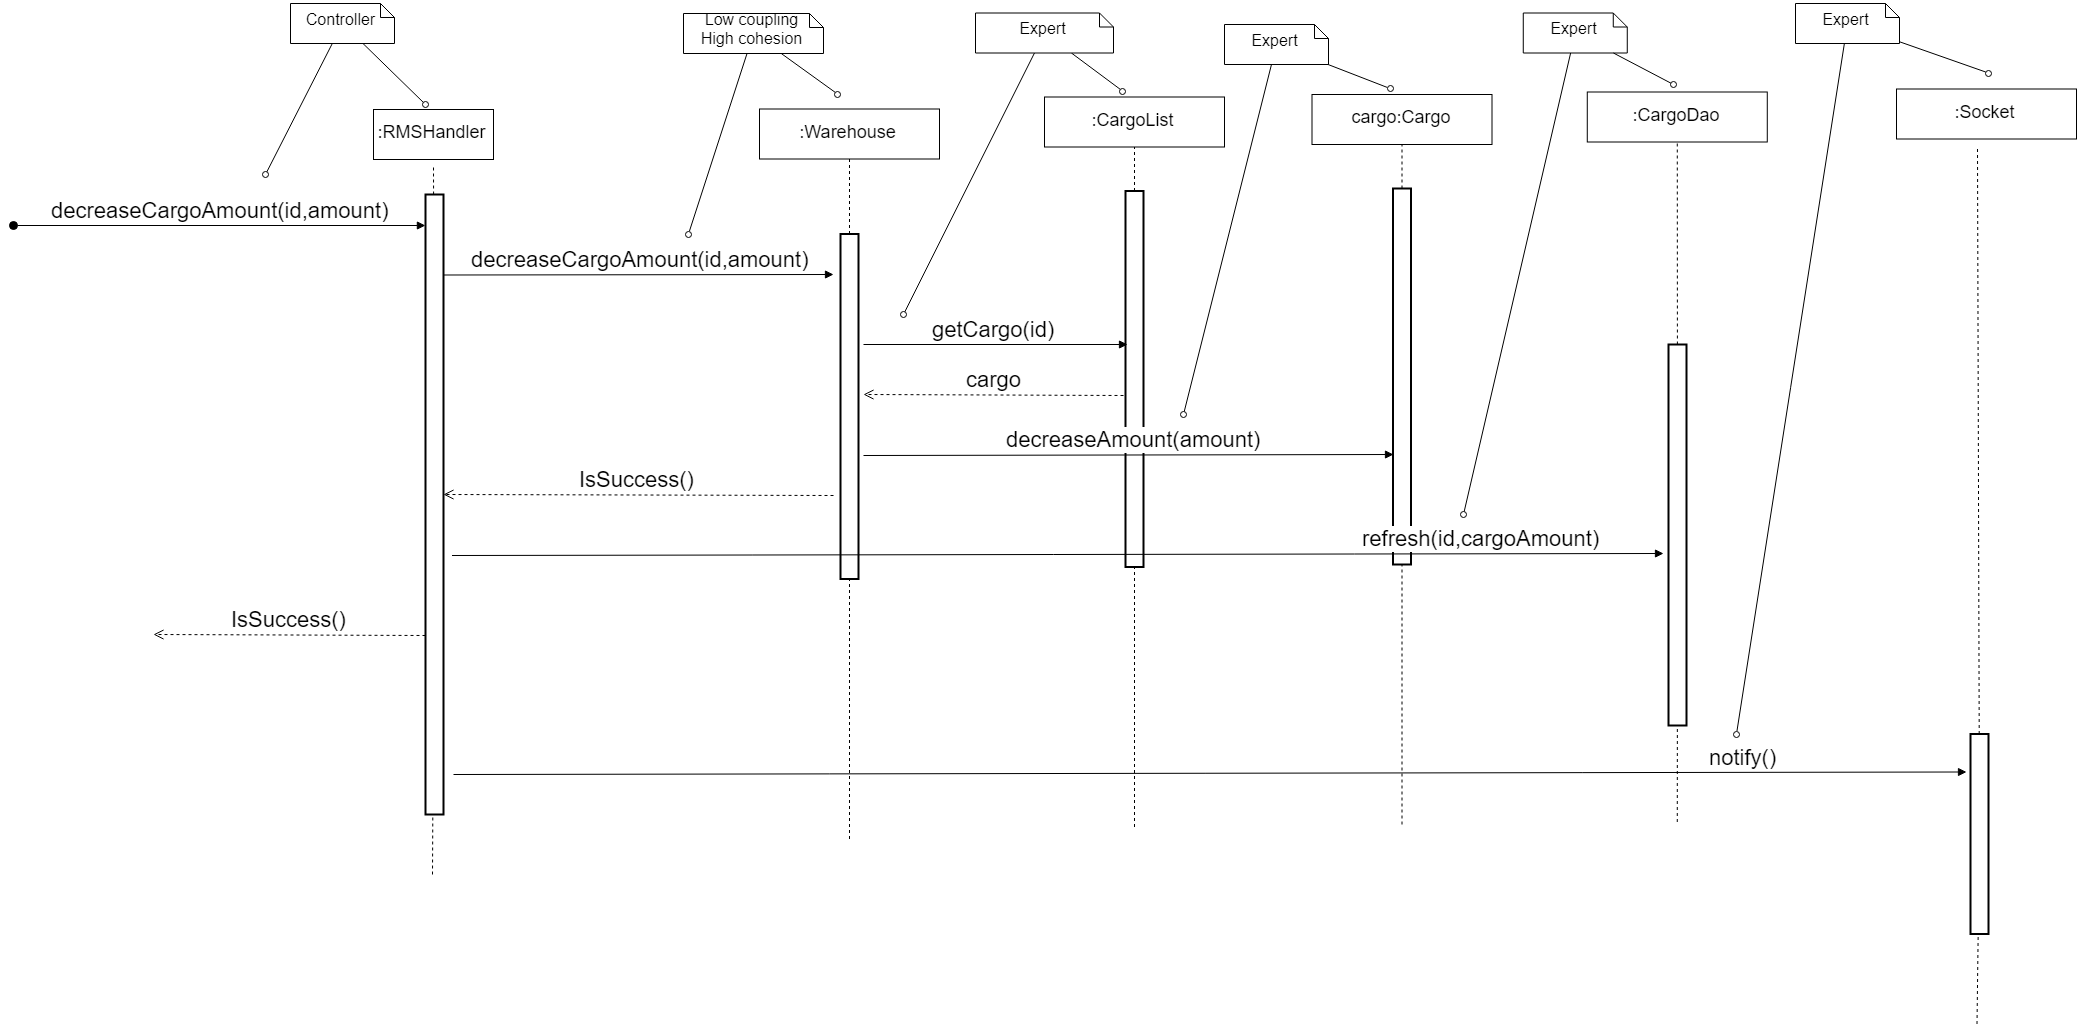 Controller
Low coupling
High cohesion
Expert
Expert
Expert
Expert
:RMSHandler
:Warehouse
:CargoList
cargo:Cargo
:CargoDao
:Socket
decreaseCargoAmount(id,amount)
decreaseCargoAmount(id,amount)
getCargo(id)
cargo
decreaseAmount(amount)
IsSuccess()
refresh(id,cargoAmount)
IsSuccess()
notify()